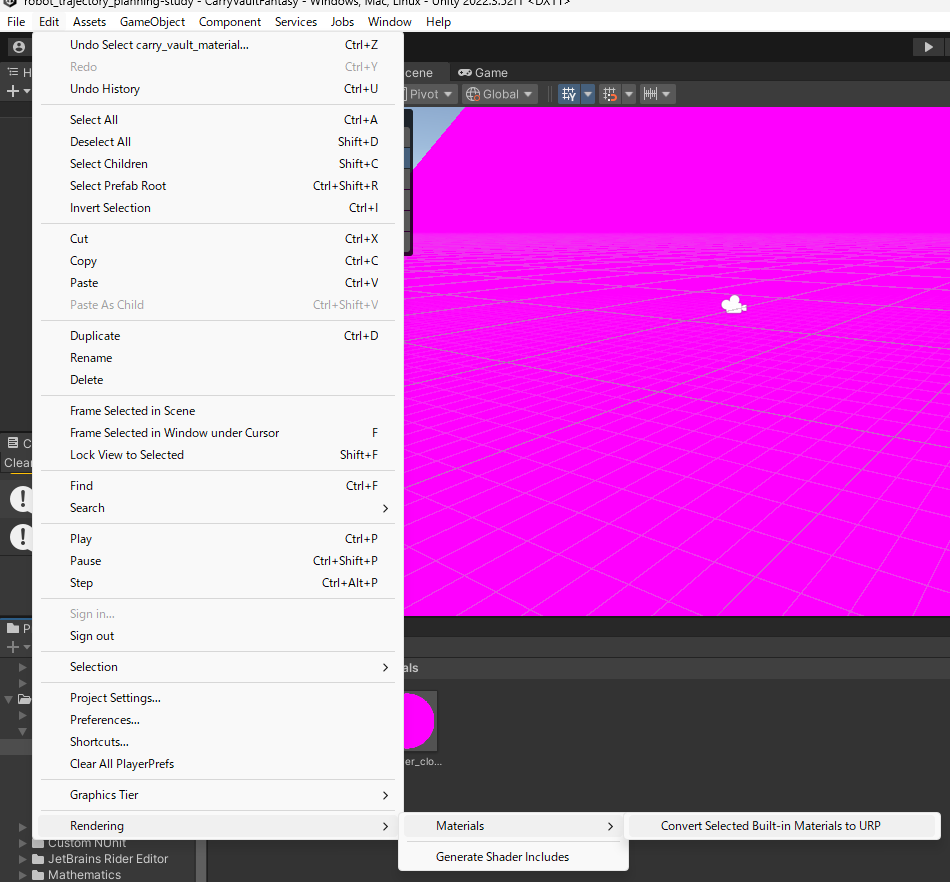 robot_trajectory_planning-study - CarryVaultFantasy - Windows, Mac, Linux - Unity 2022.3.52f1 <DX11>
File Edit Assets GameObject Component Services Jobs Window Help
Undo Select carry_vault_material... Ctrl+Z
Redo Ctrl+Y
Undo History Ctrl+U
Select All Ctrl+A
Deselect All Shift+D
Select Children Shift+C
Select Prefab Root Ctrl+Shift+R
Invert Selection Ctrl+I
Cut Ctrl+X
Copy Ctrl+C
Paste Ctrl+V
Paste As Child Ctrl+Shift+V
Duplicate Ctrl+D
Rename
Delete
Frame Selected in Scene
Frame Selected in Window under Cursor F
Lock View to Selected Shift+F
Find Ctrl+F
Search
Play Ctrl+P
Pause Ctrl+Shift+P
Step Ctrl+Alt+P
Sign in...
Sign out
Selection
Project Settings...
Preferences...
Shortcuts...
Clear All PlayerPrefs
Graphics Tier
Rendering
Materials
Generate Shader Includes
Convert Selected Built-in Materials to URP
H
cene
Game
Pivot
Global
C
Clear
P
als
er_clo...
Custom NUnit
JetBrains Rider Editor
Mathematics